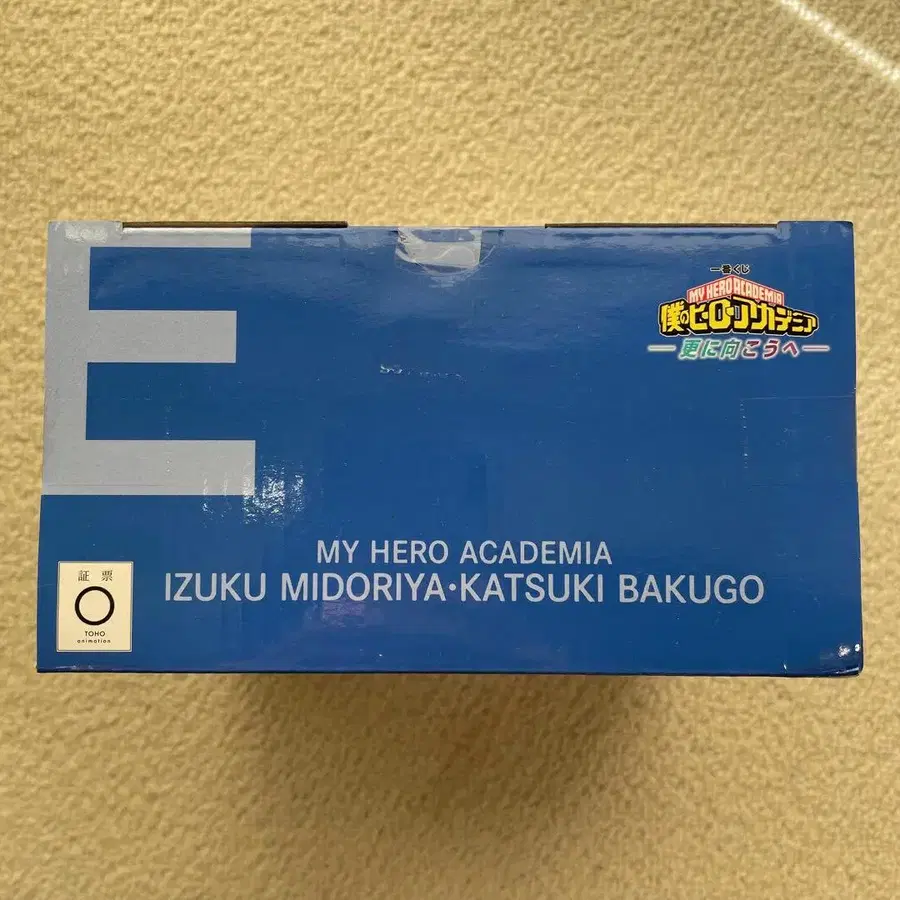 E
一番くじ
MY HERO ACADEMIA
僕のヒーローアカデミア
更に向こうへ
MY HERO ACADEMIA
IZUKU MIDORIYA・KATSUKI BAKUGO
証票
TOHO
animation